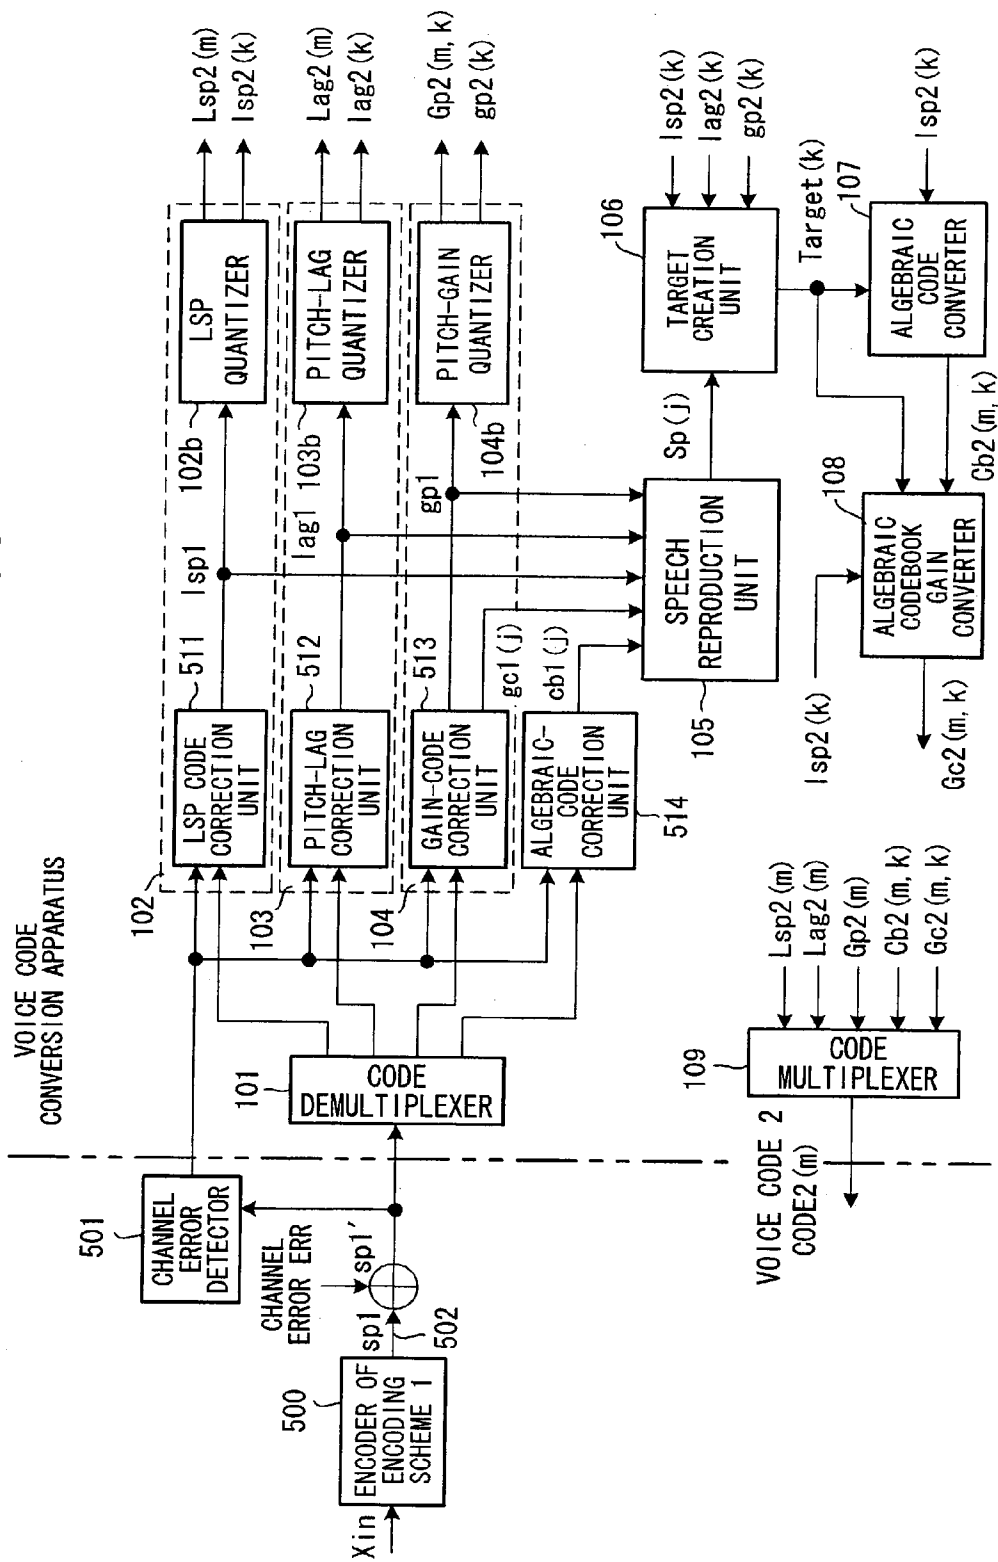 VOICE CODE
CONVERSION APPARATUS
Xin
500
ENCODER OF
ENCODING
SCHEME 1
sp1
502
CHANNEL
ERROR ERR
sp1'
501
CHANNEL
ERROR
DETECTOR
101
CODE
DEMULTIPLEXER
102
511
LSP CODE
CORRECTION
UNIT
lsp1
102b
LSP
QUANTIZER
Lsp2(m)
lsp2(k)
103
512
PITCH-LAG
CORRECTION
UNIT
lag1
103b
PITCH-LAG
QUANTIZER
Lag2(m)
lag2(k)
104
513
GAIN-CODE
CORRECTION
UNIT
gp1
104b
PITCH-GAIN
QUANTIZER
Gp2(m, k)
gp2(k)
gc1(j)
ALGEBRAIC-
CODE
CORRECTION
UNIT
514
cb1(j)
SPEECH
REPRODUCTION
UNIT
105
Sp(j)
106
TARGET
CREATION
UNIT
lsp2(k)
lag2(k)
gp2(k)
Target(k)
107
ALGEBRAIC
CODE
CONVERTER
lsp2(k)
Cb2(m, k)
108
ALGEBRAIC
CODEBOOK
GAIN
CONVERTER
lsp2(k)
Gc2(m, k)
109
CODE
MULTIPLEXER
Lsp2(m)
Lag2(m)
Gp2(m)
Cb2(m, k)
Gc2(m, k)
VOICE CODE 2
CODE2(m)